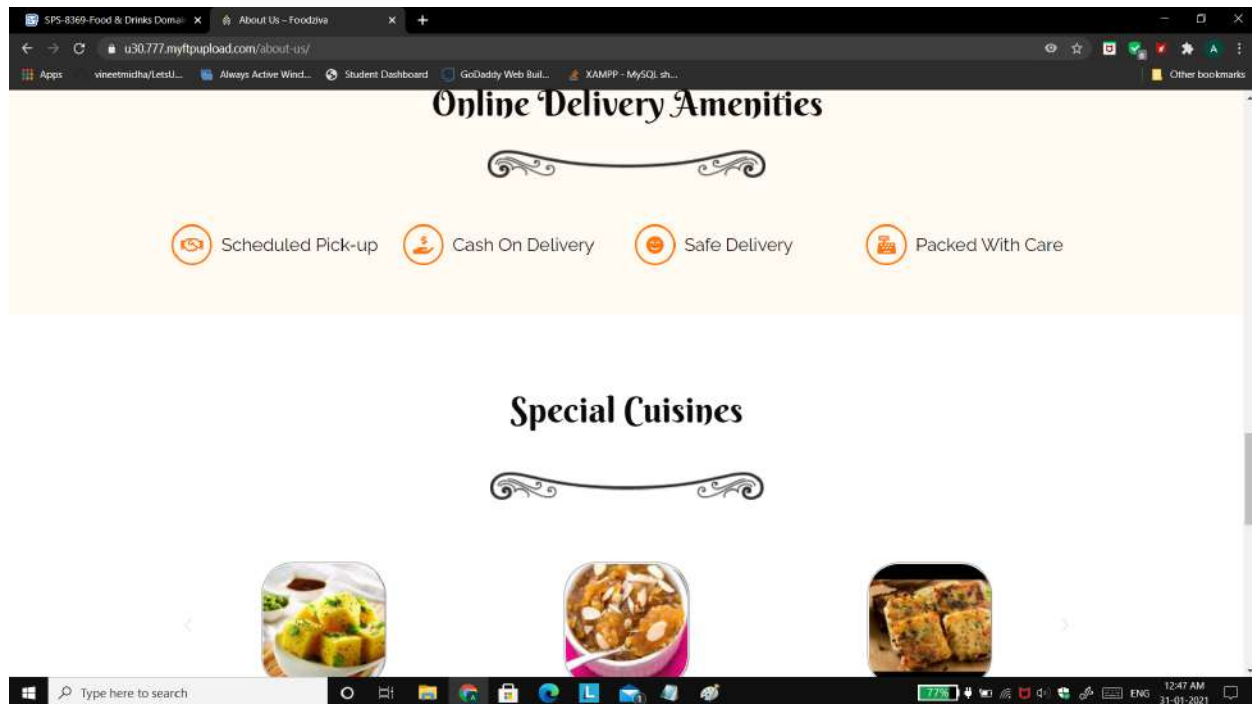 SPS-8369-Food & Drinks Domai
About Us – Foodziva
u30.777.myftpupload.com/about-us/
Apps
vineetmidha/LetsU...
Always Active Wind...
Student Dashboard
GoDaddy Web Buil...
XAMPP - MySQL sh...
Other bookmarks
Online Delivery Amenities
Scheduled Pick-up
Cash On Delivery
Safe Delivery
Packed With Care
Special Cuisines
Type here to search
77%
ENG
12:47 AM
31-01-2021